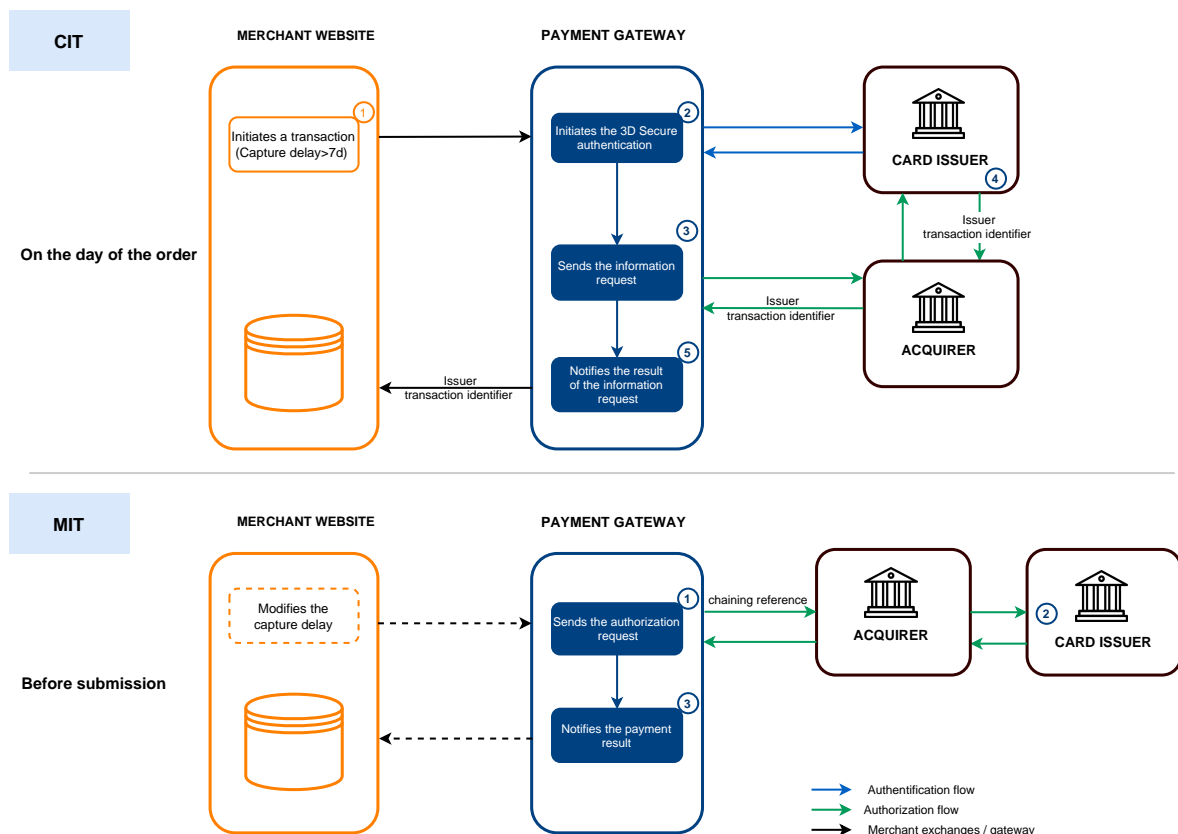 CIT
MERCHANT WEBSITE
PAYMENT GATEWAY
1
Initiates a transaction
(Capture delay>7d)
2
Initiates the 3D Secure
authentication
CARD ISSUER
4
On the day of the order
3
Sends the information
request
Issuer
transaction identifier
Issuer
transaction identifier
ACQUIRER
5
Notifies the result
of the information
request
Issuer
transaction identifier
MIT
MERCHANT WEBSITE
PAYMENT GATEWAY
Modifies the
capture delay
1
Sends the authorization
request
chaining reference
ACQUIRER
2
CARD ISSUER
Before submission
3
Notifies the payment
result
Authentification flow
Authorization flow
Merchant exchanges / gateway